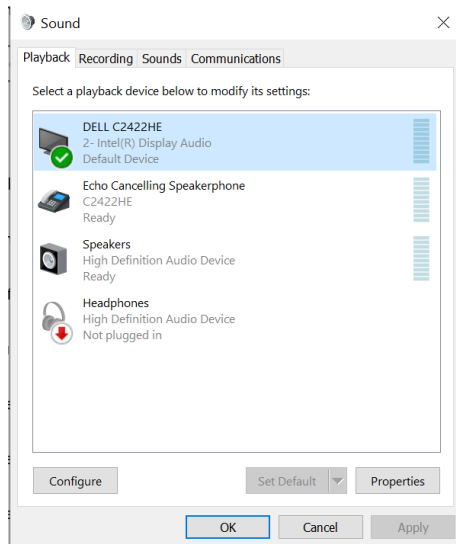 Sound
Playback Recording Sounds Communications
Select a playback device below to modify its settings:
DELL C2422HE
2- Intel(R) Display Audio
Default Device
Echo Cancelling Speakerphone
C2422HE
Ready
Speakers
High Definition Audio Device
Ready
Headphones
High Definition Audio Device
Not plugged in
Configure Set Default Properties
OK Cancel Apply